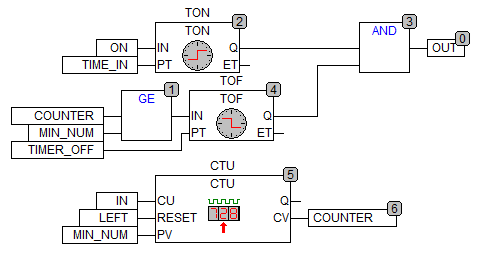 TON
2
3
ON
IN
TON
Q
AND
OUT
0
TIME_IN
PT
ET
1
TOF
4
GE
COUNTER
IN
TOF
Q
MIN_NUM
PT
ET
TIMER_OFF
CTU
5
CTU
IN
CU
Q
6
LEFT
RESET
728
CV
COUNTER
MIN_NUM
PV